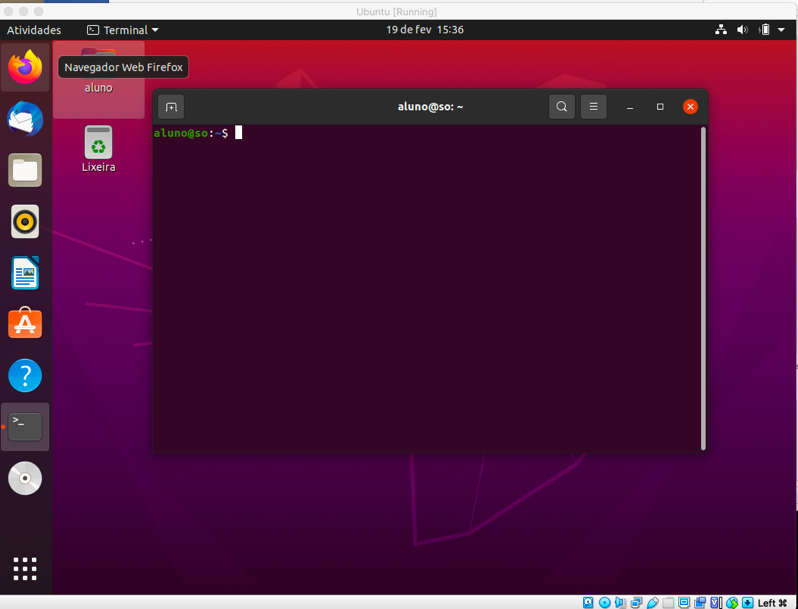 Ubuntu [Running]
Atividades
Terminal
19 de fev 15:36
Navegador Web Firefox
aluno
Lixeira
aluno@so: ~
aluno@so:~$
>_
?
Left ⌘